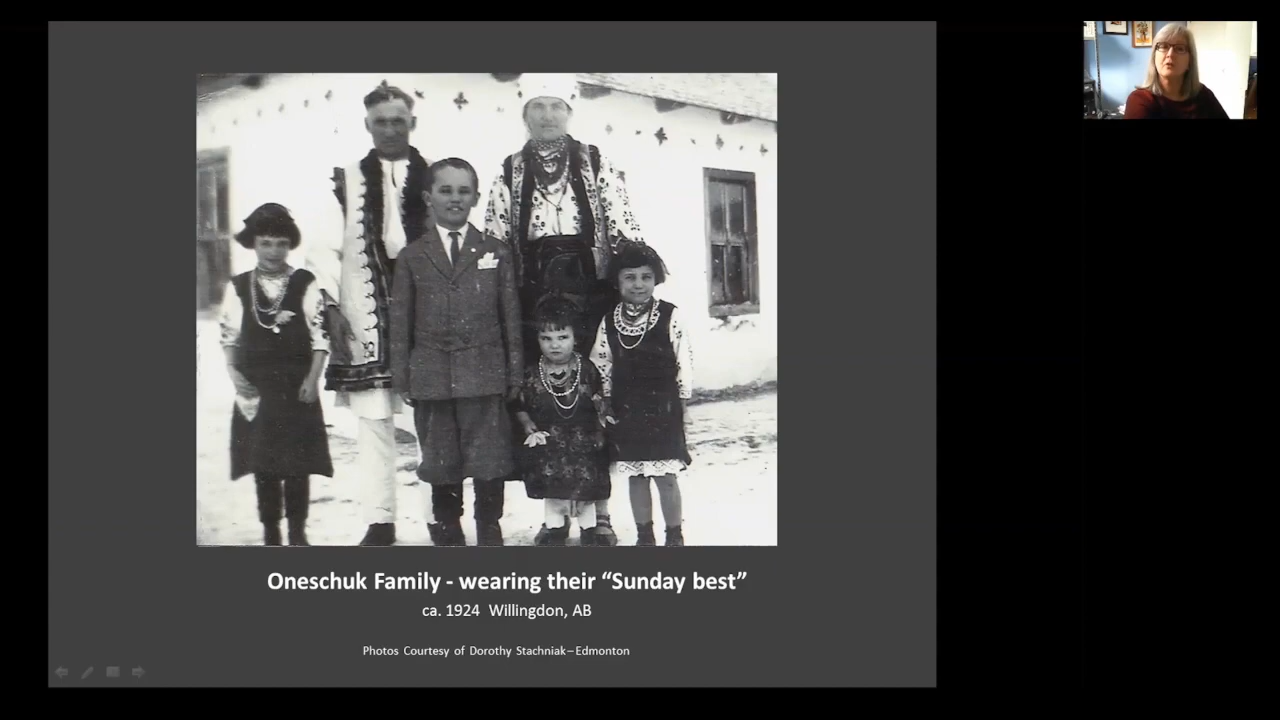 Oneschuk Family - wearing their “Sunday best”
ca. 1924 Willingdon, AB
Photos Courtesy of Dorothy Stachniak–Edmonton